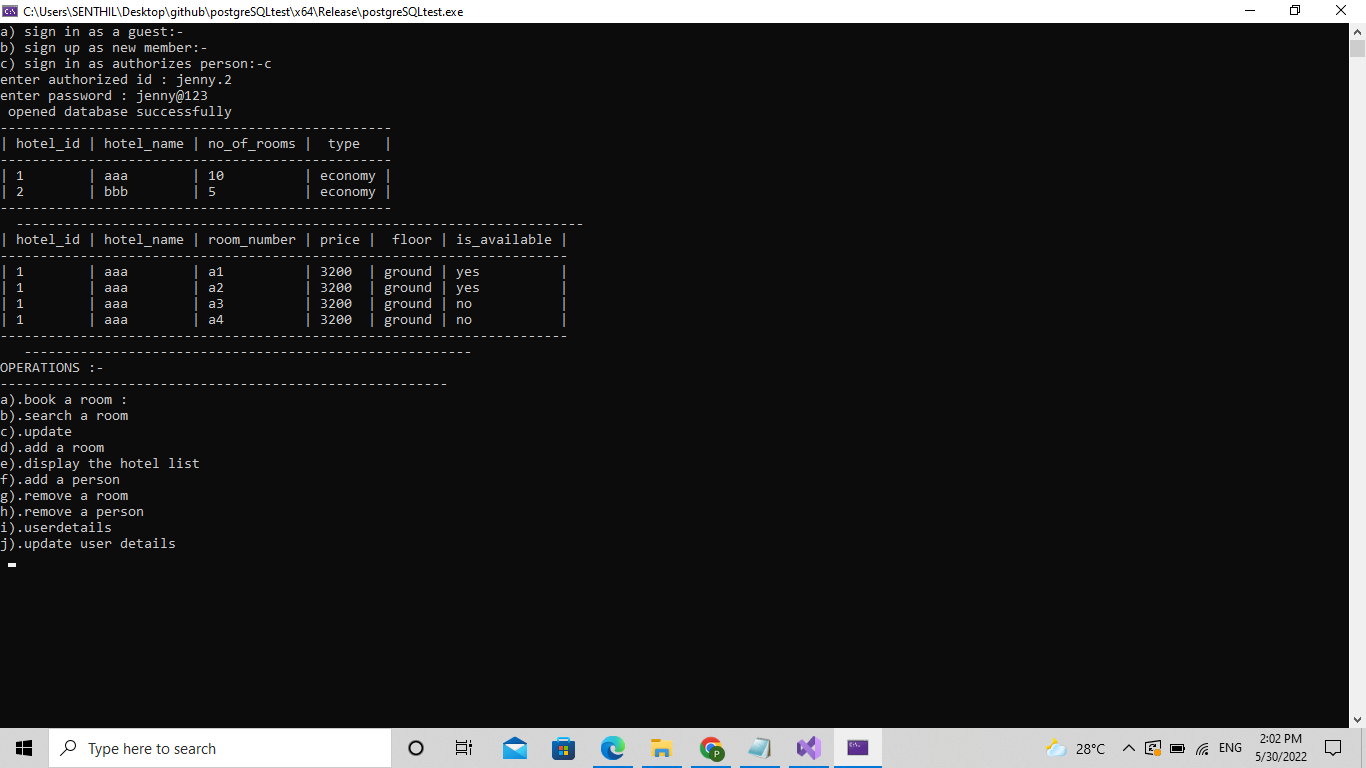 C:\Users\SENTHIL\Desktop\github\postgreSQLtest\x64\Release\postgreSQLtest.exe
a) sign in as a guest:-
b) sign up as new member:-
c) sign in as authorizes person:-c
enter authorized id : jenny.2
enter password : jenny@123
 opened database successfully
-------------------------------------------------
| hotel_id | hotel_name | no_of_rooms |  type   |
-------------------------------------------------
| 1        | aaa        | 10          | economy |
| 2        | bbb        | 5           | economy |
-------------------------------------------------
  -----------------------------------------------------------------------
| hotel_id | hotel_name | room_number | price |  floor | is_available |
-----------------------------------------------------------------------
| 1        | aaa        | a1          | 3200  | ground | yes          |
| 1        | aaa        | a2          | 3200  | ground | yes          |
| 1        | aaa        | a3          | 3200  | ground | no           |
| 1        | aaa        | a4          | 3200  | ground | no           |
-----------------------------------------------------------------------
   --------------------------------------------------------
OPERATIONS :-
--------------------------------------------------------
a).book a room :
b).search a room
c).update
d).add a room
e).display the hotel list
f).add a person
g).remove a room
h).remove a person
i).userdetails
j).update user details
Type here to search
28°C
ENG
2:02 PM
5/30/2022